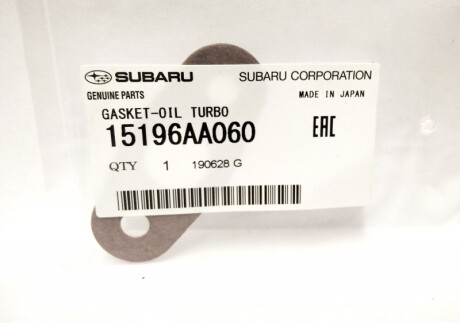 SUBARU SUBARU CORPORATION
GENUINE PARTS MADE IN JAPAN
GASKET-OIL TURBO
15196AA060 EAC
QTY 1 190628 G